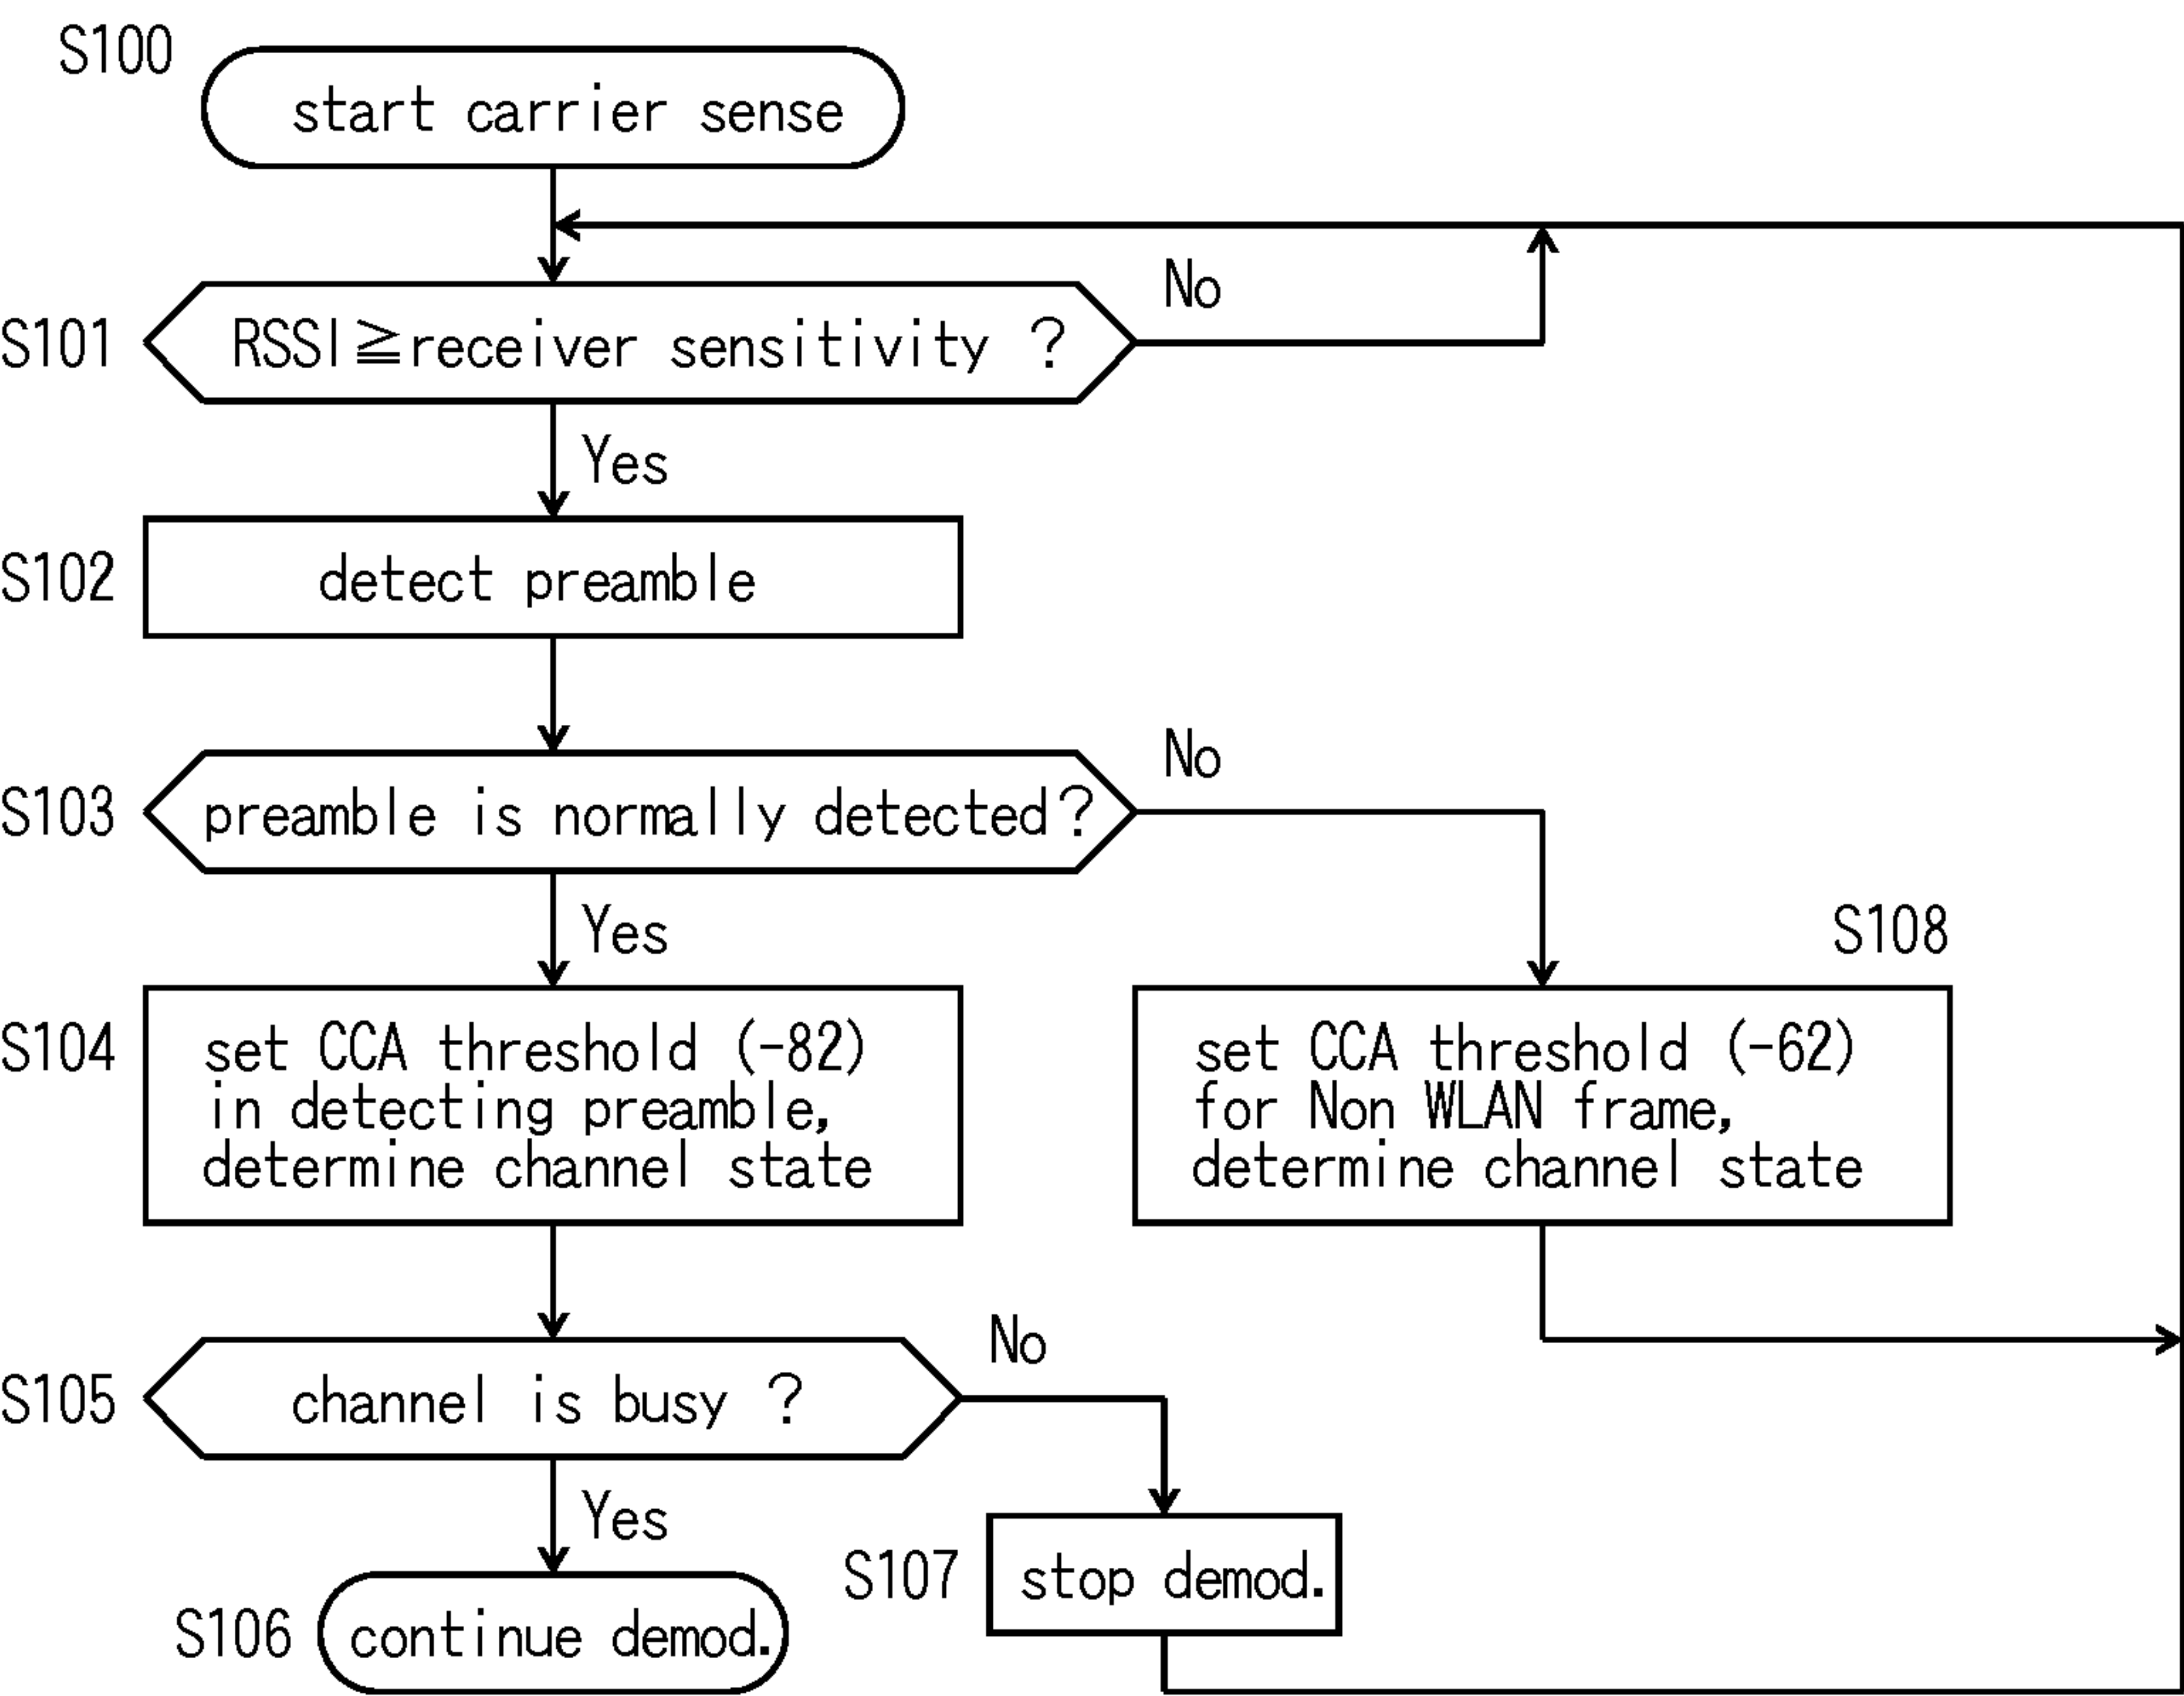 S100
start carrier sense
S101
RSSI≧receiver sensitivity ?
No
Yes
S102
detect preamble
S103
preamble is normally detected?
No
Yes
S104
set CCA threshold (-82)
in detecting preamble,
determine channel state
S108
set CCA threshold (-62)
for Non WLAN frame,
determine channel state
S105
channel is busy ?
No
Yes
S106
continue demod.
S107
stop demod.